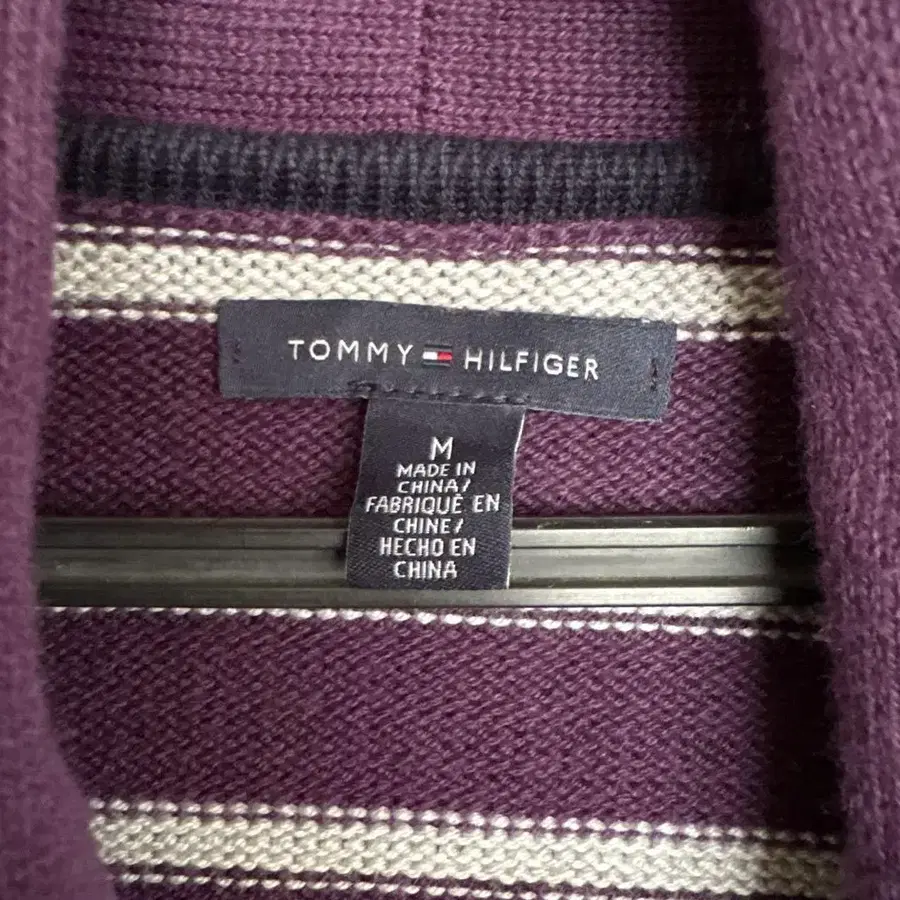 TOMMY HILFIGER
M
MADE IN
CHINA/
FABRIQUÉ EN
CHINE/
HECHO EN
CHINA